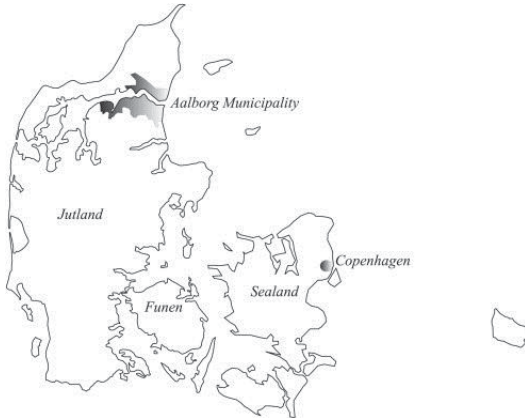 Aalborg Municipality
Jutland
Copenhagen
Sealand
Funen